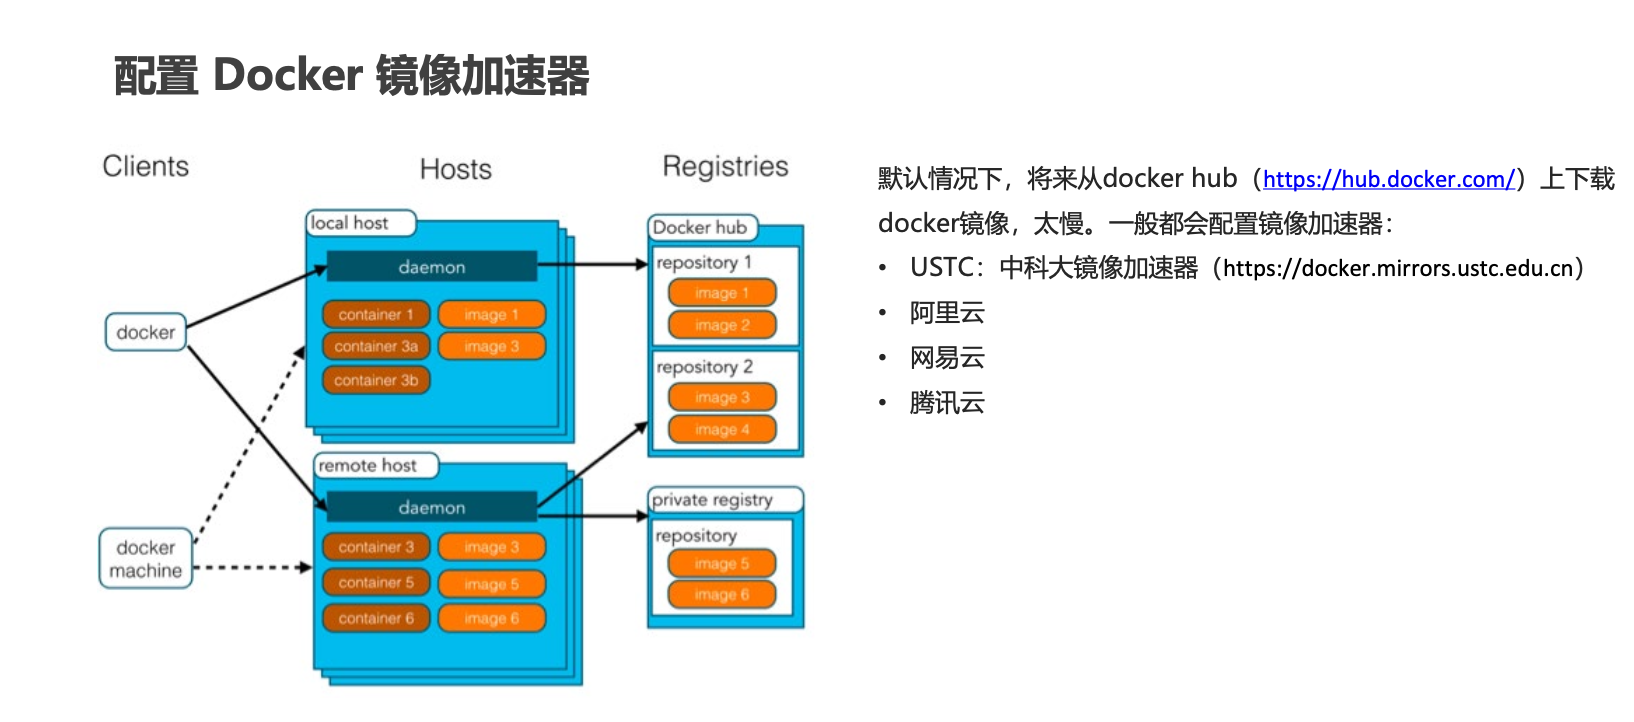 配置 Docker 镜像加速器
Clients
Hosts
Registries
docker
docker
machine
local host
daemon
container 1
image 1
container 3a
image 3
container 3b
remote host
daemon
container 3
image 3
container 5
image 5
container 6
image 6
Docker hub
repository 1
image 1
image 2
repository 2
image 3
image 4
private registry
repository
image 5
image 6
默认情况下，将来从docker hub（https://hub.docker.com/）上下载
docker镜像，太慢。一般都会配置镜像加速器：
• USTC：中科大镜像加速器（https://docker.mirrors.ustc.edu.cn）
• 阿里云
• 网易云
• 腾讯云